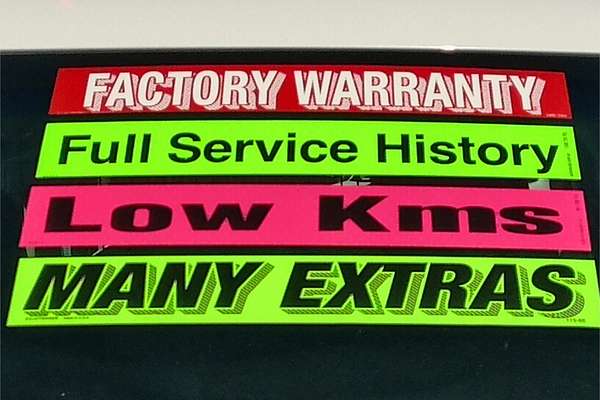 FACTORY WARRANTY
Full Service History
Low Kms
MANY EXTRAS